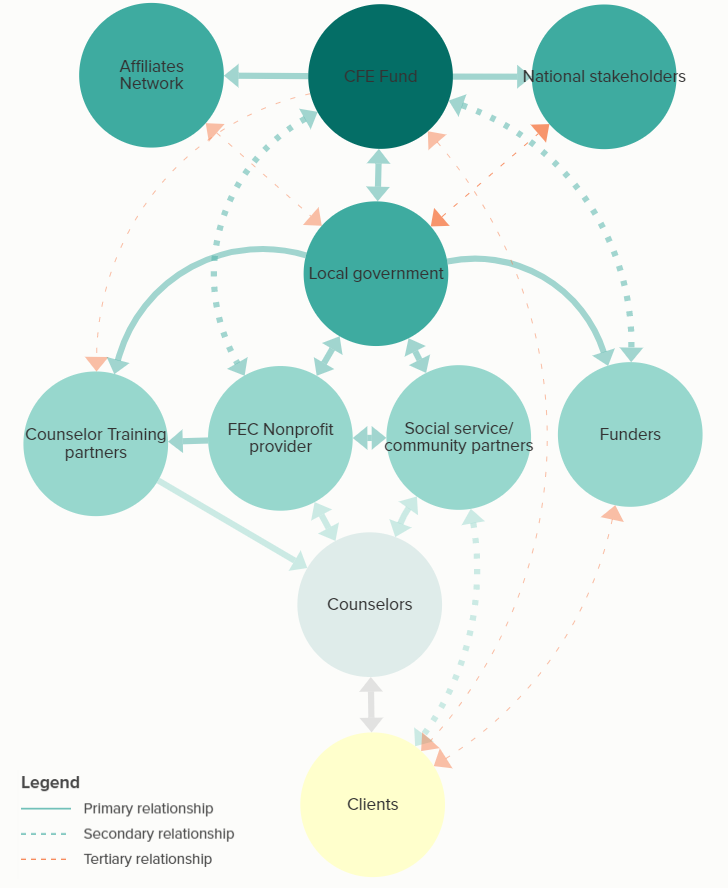 Affiliates
Network
CFE Fund
National stakeholders
Local government
Counselor Training
partners
FEC Nonprofit
provider
Social service/
community partners
Funders
Counselors
Clients
Legend
Primary relationship
Secondary relationship
Tertiary relationship